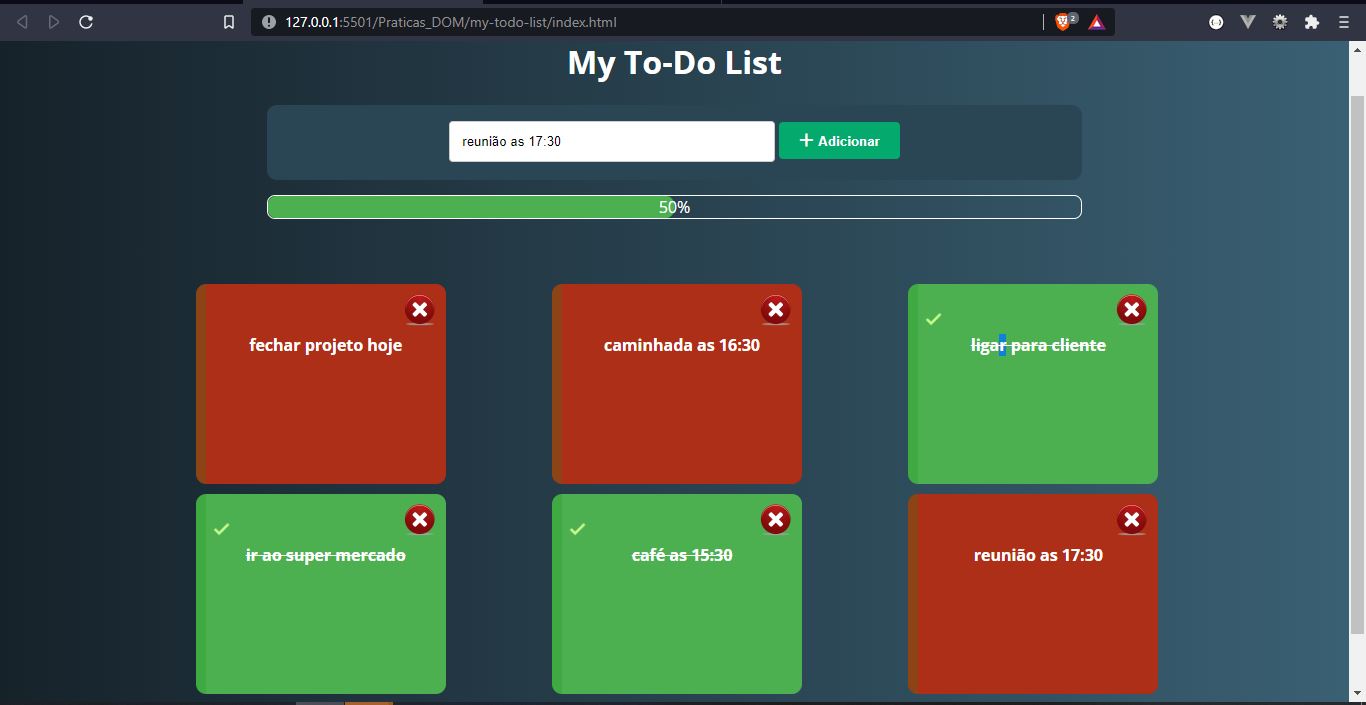 127.0.0.1:5501/Praticas_DOM/my-todo-list/index.html
2
My To-Do List
reunião as 17:30
+ Adicionar
50%
fechar projeto hoje
caminhada as 16:30
ligar para cliente
ir ao super mercado
café as 15:30
reunião as 17:30